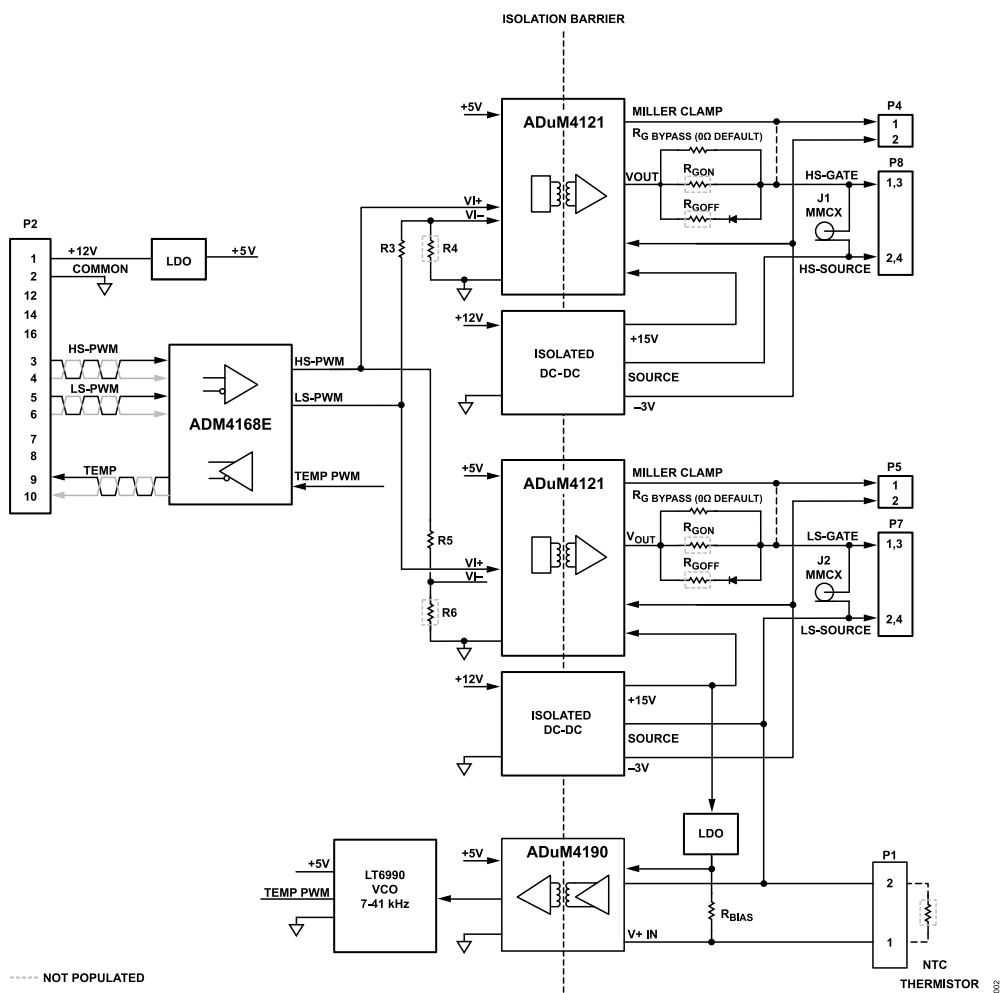 ISOLATION BARRIER
+5V
ADuM4121
MILLER CLAMP
P4
1
2
RG BYPASS (0Ω DEFAULT)
RGON
VOUT
RGOFF
HS-GATE
P8
1,3
J1
MMCX
2,4
HS-SOURCE
VI+
VI–
R3
R4
P2
1
2
12
14
16
3
4
5
6
7
8
9
10
+12V
COMMON
LDO
+5V
+12V
ISOLATED
DC-DC
+15V
SOURCE
–3V
HS-PWM
LS-PWM
TEMP
ADM4168E
HS-PWM
LS-PWM
TEMP PWM
+5V
ADuM4121
MILLER CLAMP
P5
1
2
RG BYPASS (0Ω DEFAULT)
RGON
VOUT
RGOFF
LS-GATE
P7
1,3
J2
MMCX
2,4
LS-SOURCE
R5
VI+
VI–
R6
+12V
ISOLATED
DC-DC
+15V
SOURCE
–3V
LDO
+5V
ADuM4190
+5V
TEMP PWM
LT6990
VCO
7-41 kHz
RBIAS
V+ IN
P1
2
1
NTC
THERMISTOR
NOT POPULATED
002